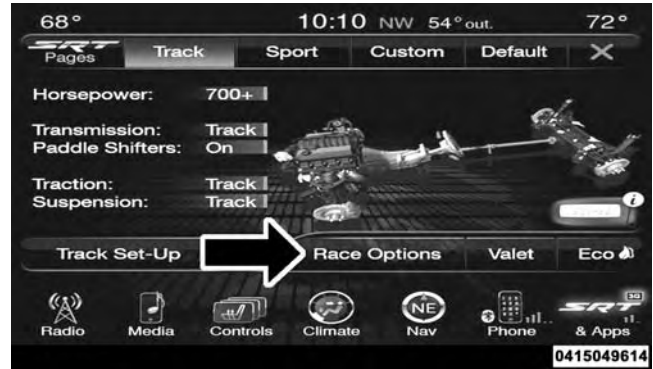 68° 10:10 NW 54° out. 72°
SRT Pages Track Sport Custom Default X
Horsepower: 700+
Transmission: Track
Paddle Shifters: On
Traction: Track
Suspension: Track
i
Track Set-Up Race Options Valet Eco
NE 3G SRT
Radio Media Controls Climate Nav Phone & Apps
0415049614